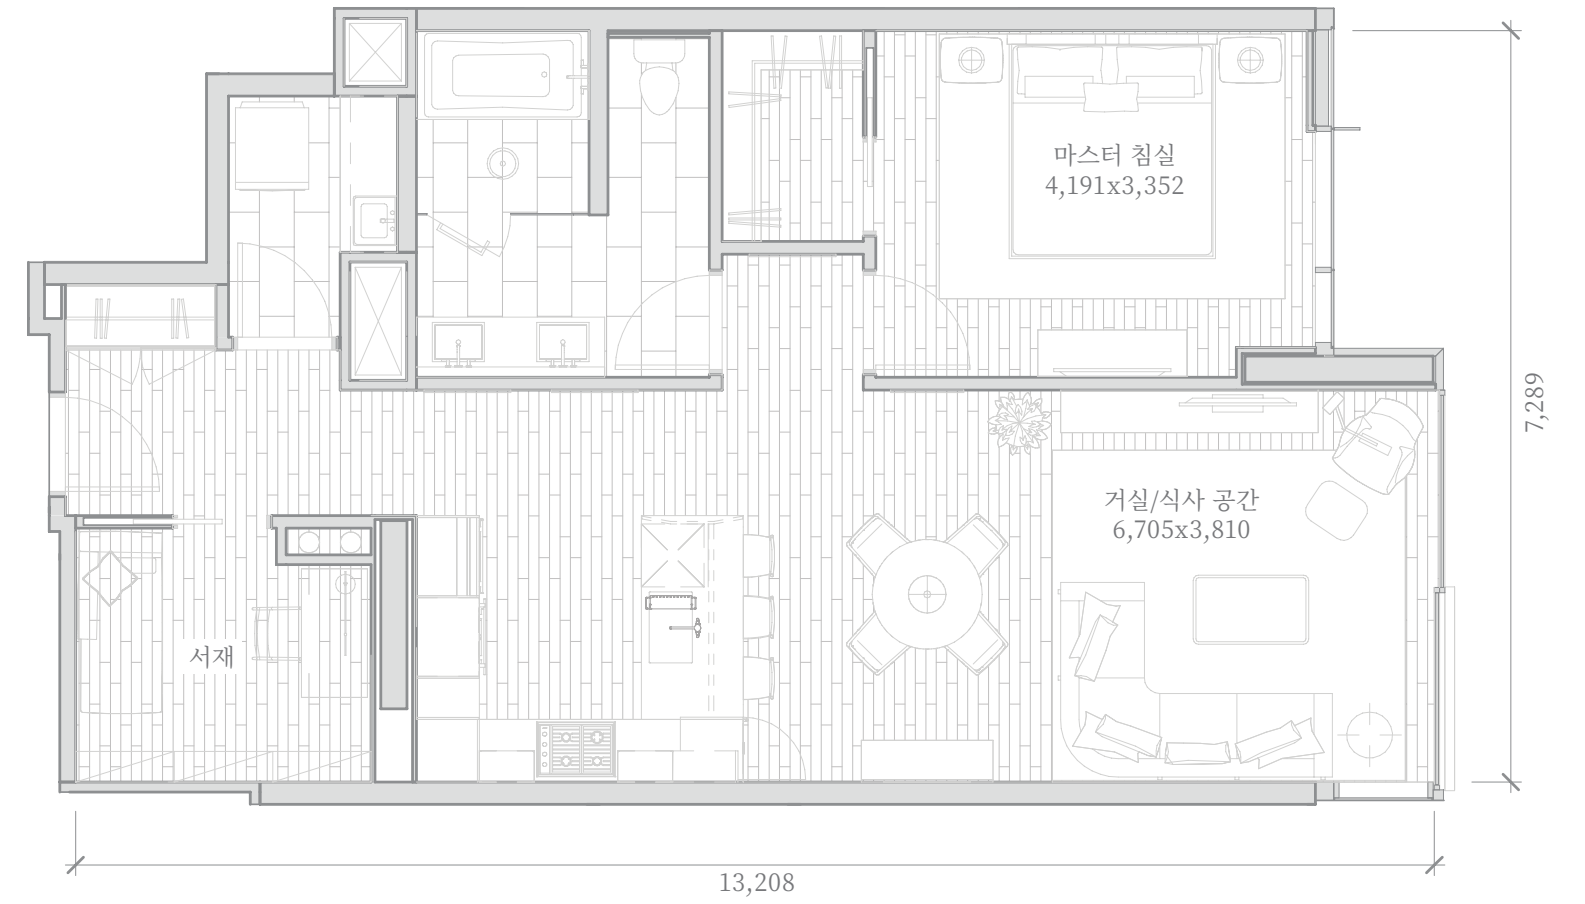 마스터 침실
4,191x3,352
7,289
거실/식사 공간
6,705x3,810
서재
13,208